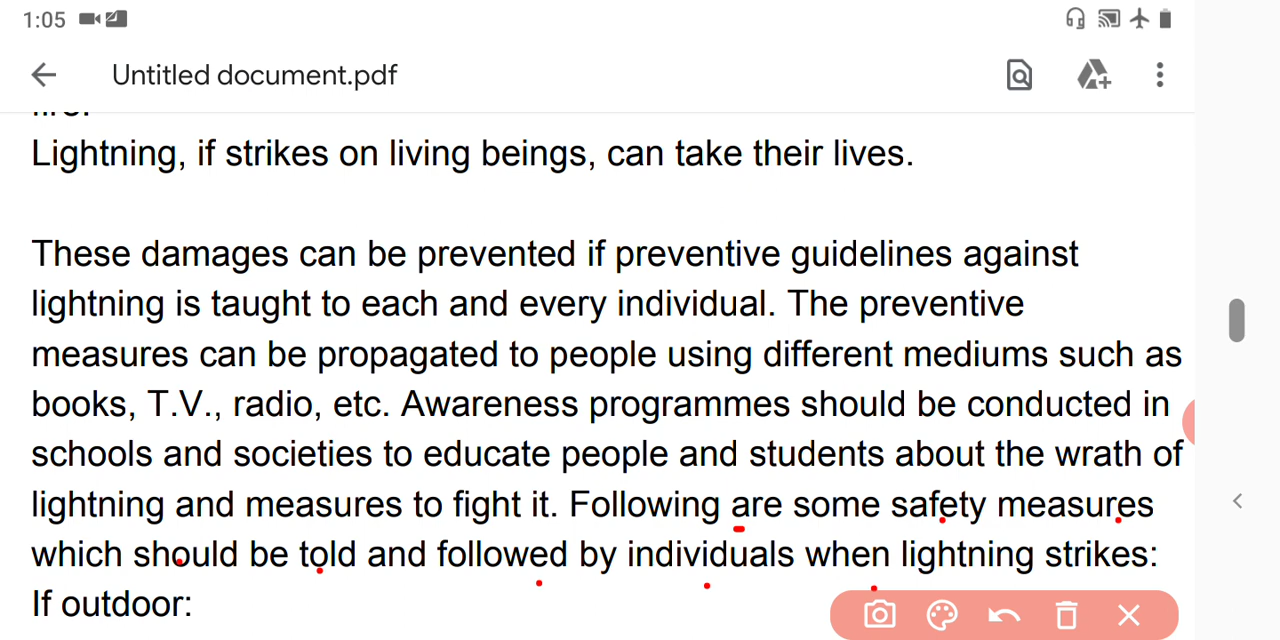 1:05
Untitled document.pdf
Lightning, if strikes on living beings, can take their lives.
These damages can be prevented if preventive guidelines against
lightning is taught to each and every individual. The preventive
measures can be propagated to people using different mediums such as
books, T.V., radio, etc. Awareness programmes should be conducted in
schools and societies to educate people and students about the wrath of
lightning and measures to fight it. Following are some safety measures
which should be told and followed by individuals when lightning strikes:
If outdoor: